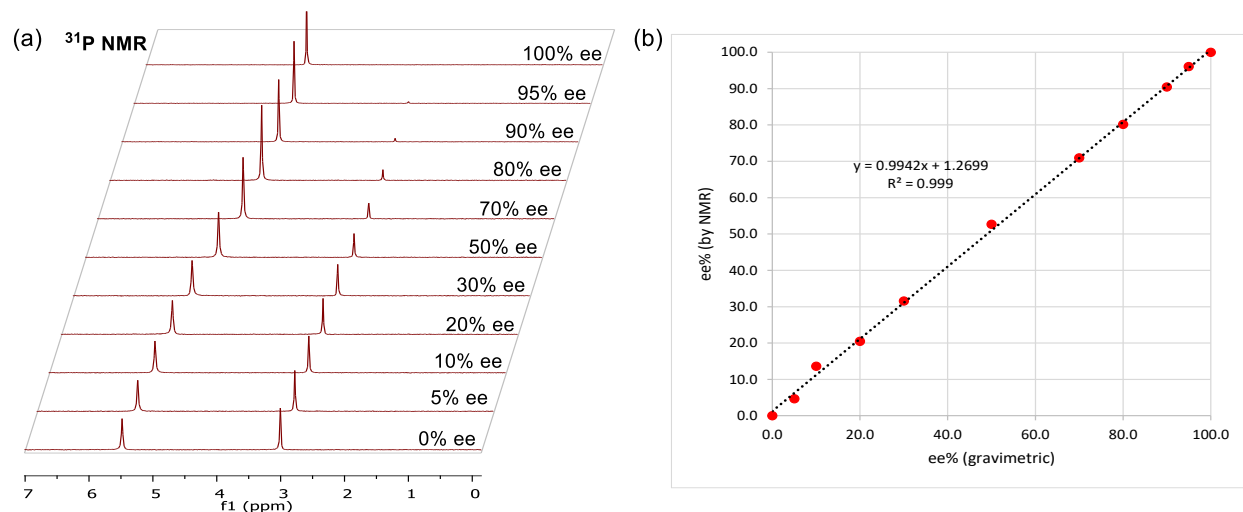 (a)
³¹P NMR
100% ee
95% ee
90% ee
80% ee
70% ee
50% ee
30% ee
20% ee
10% ee
5% ee
0% ee
7 6 5 4 3 2 1 0
f1 (ppm)
(b)
100.0
90.0
80.0
70.0
60.0
50.0
40.0
30.0
20.0
10.0
0.0
ee% (by NMR)
y = 0.9942x + 1.2699
R² = 0.999
0.0 20.0 40.0 60.0 80.0 100.0
ee% (gravimetric)